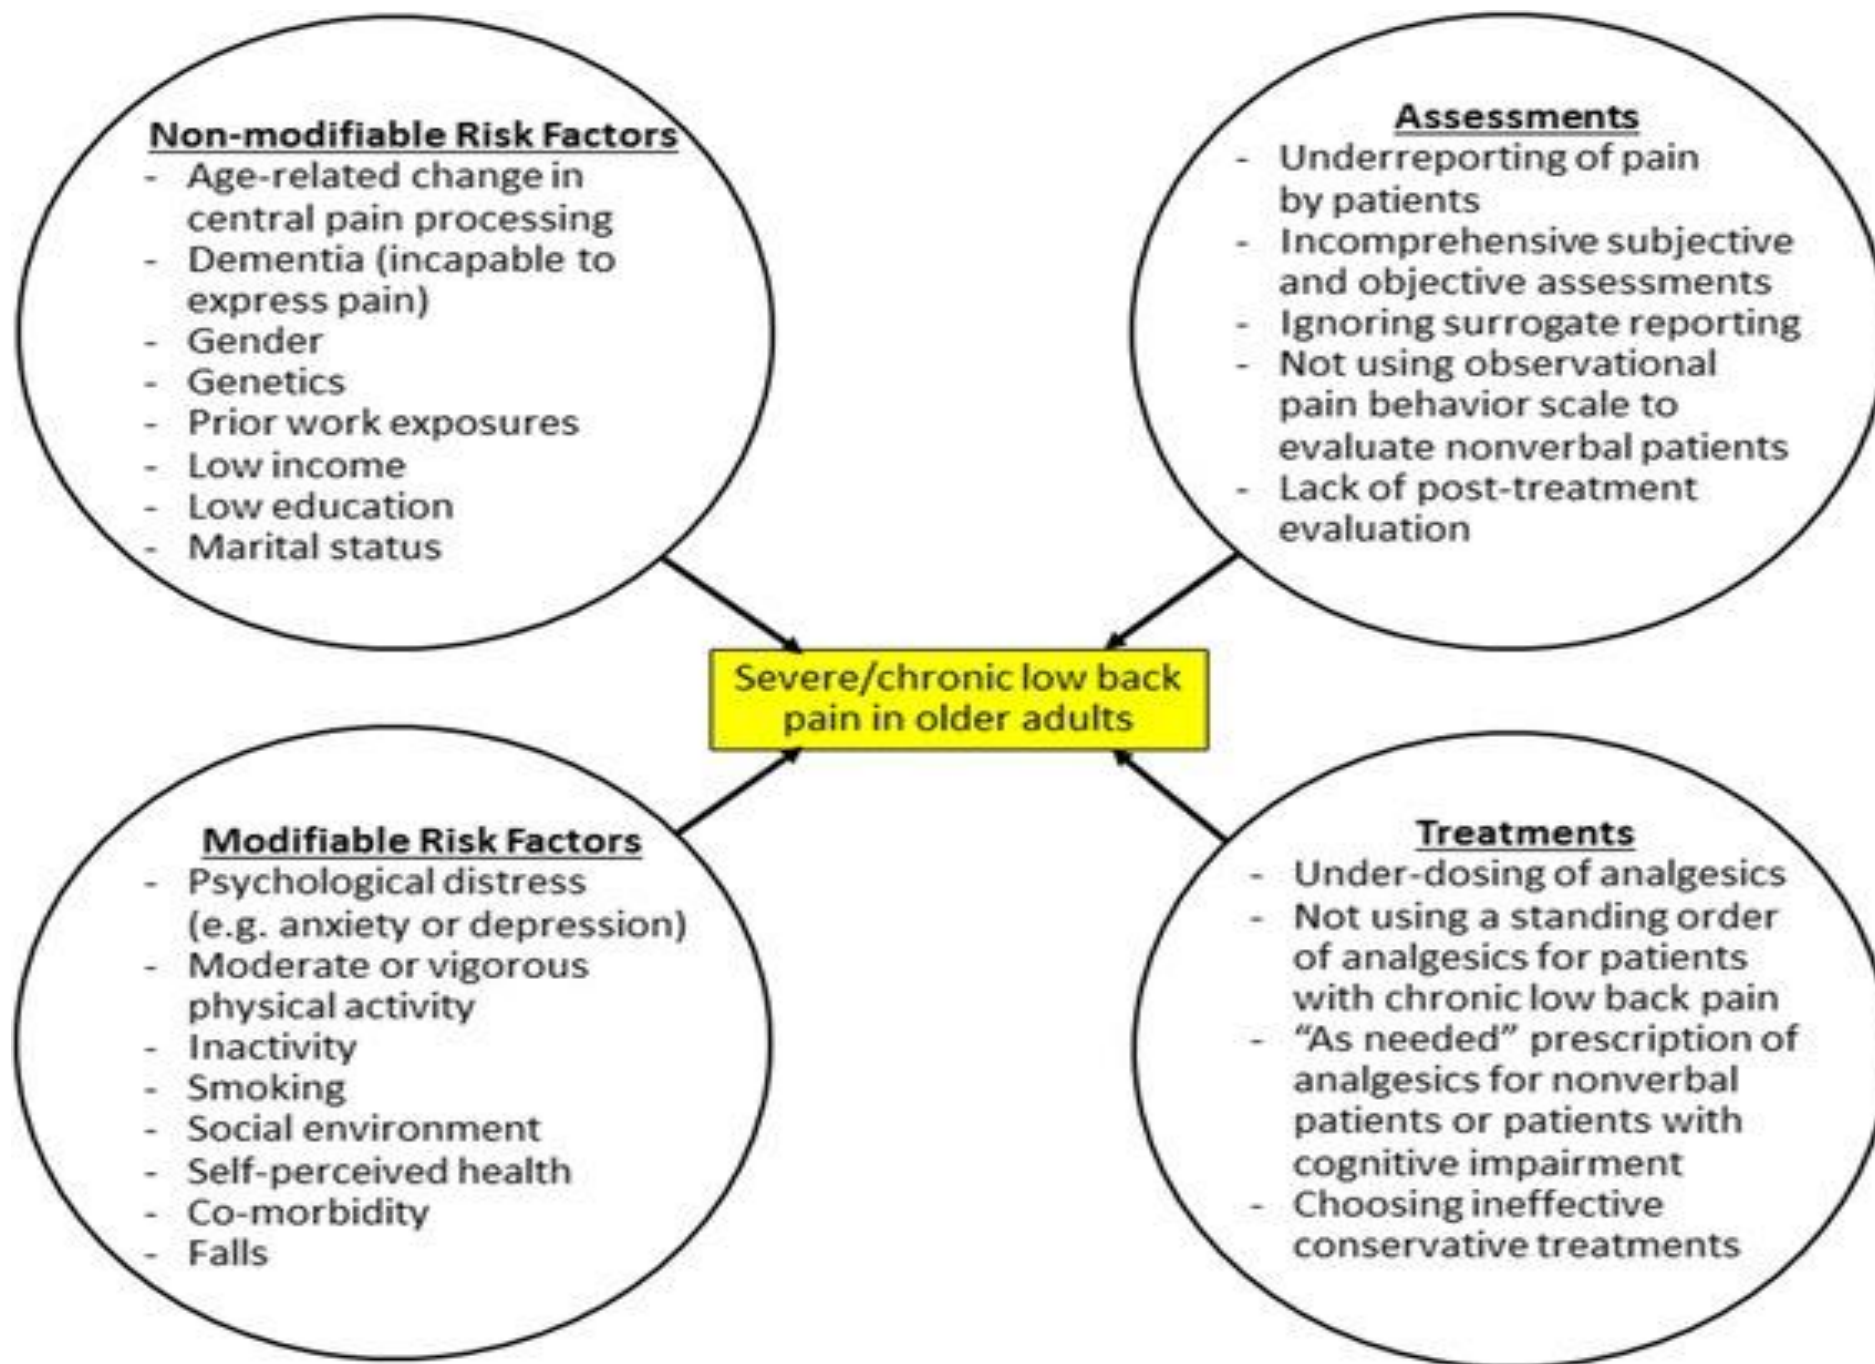 Non-modifiable Risk Factors
- Age-related change in
central pain processing
- Dementia (incapable to
express pain)
- Gender
- Genetics
- Prior work exposures
- Low income
- Low education
- Marital status
Assessments
- Underreporting of pain
by patients
- Incomprehensive subjective
and objective assessments
- Ignoring surrogate reporting
- Not using observational
pain behavior scale to
evaluate nonverbal patients
- Lack of post-treatment
evaluation
Severe/chronic low back
pain in older adults
Modifiable Risk Factors
- Psychological distress
(e.g. anxiety or depression)
- Moderate or vigorous
physical activity
- Inactivity
- Smoking
- Social environment
- Self-perceived health
- Co-morbidity
- Falls
Treatments
- Under-dosing of analgesics
- Not using a standing order
of analgesics for patients
with chronic low back pain
- “As needed” prescription of
analgesics for nonverbal
patients or patients with
cognitive impairment
- Choosing ineffective
conservative treatments